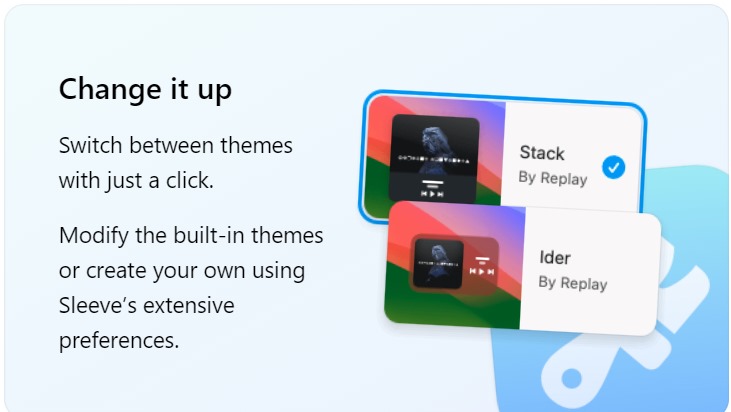 Change it up
Switch between themes
with just a click.
Modify the built-in themes
or create your own using
Sleeve’s extensive
preferences.
Stack
By Replay
Ider
By Replay